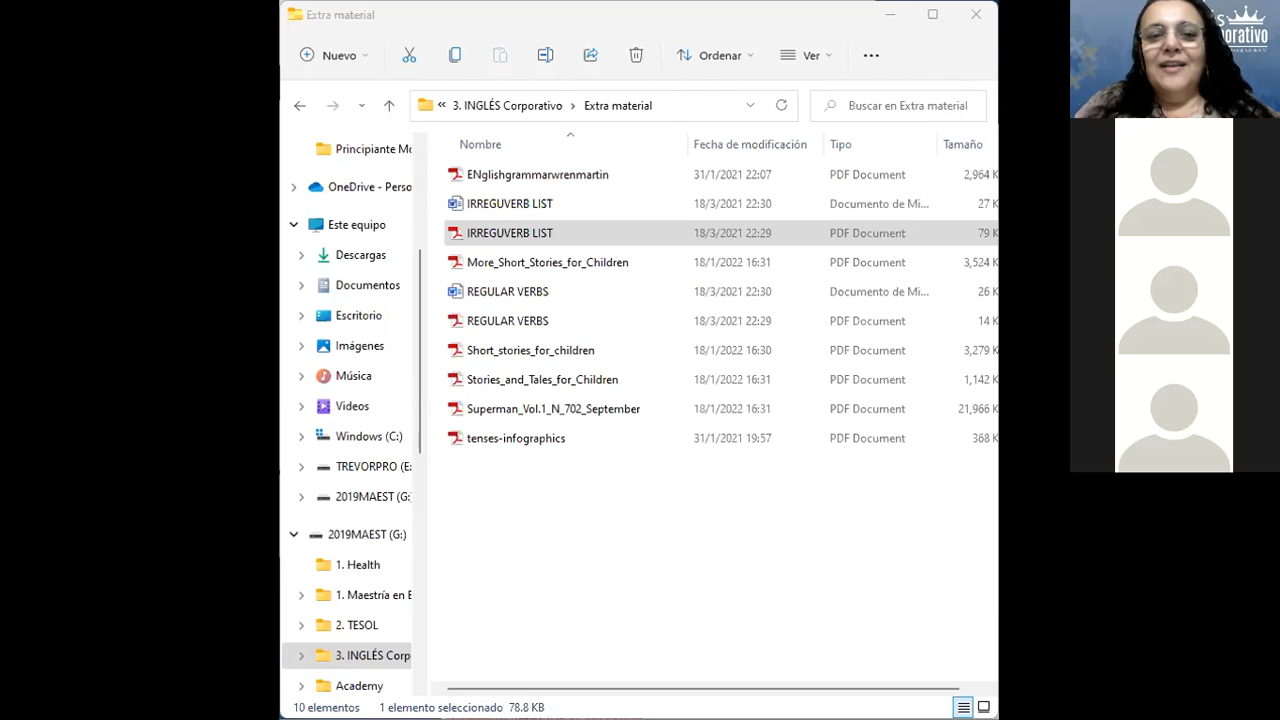 Extra material
Nuevo
Ordenar
Ver
3. INGLÉS Corporativo
Extra material
Buscar en Extra material
Nombre
Fecha de modificación
Tipo
Tamaño
ENglishgrammarwrenmartin 31/1/2021 22:07 PDF Document 2,964 K
IRREGUVERB LIST 18/3/2021 22:30 Documento de Mi... 27 K
IRREGUVERB LIST 18/3/2021 22:29 PDF Document 79 K
More_Short_Stories_for_Children 18/1/2022 16:31 PDF Document 3,524 K
REGULAR VERBS 18/3/2021 22:30 Documento de Mi... 26 K
REGULAR VERBS 18/3/2021 22:29 PDF Document 14 K
Short_stories_for_children 18/1/2022 16:30 PDF Document 3,279 K
Stories_and_Tales_for_Children 18/1/2022 16:31 PDF Document 1,142 K
Superman_Vol.1_N_702_September 18/1/2022 16:31 PDF Document 21,966 K
tenses-infographics 31/1/2021 19:57 PDF Document 368 K
Principiante Mo
OneDrive - Perso
Este equipo
Descargas
Documentos
Escritorio
Imágenes
Música
Videos
Windows (C:)
TREVORPRO (E:
2019MAEST (G:
2019MAEST (G:)
1. Health
1. Maestría en E
2. TESOL
3. INGLÉS Corp
Academy
10 elementos
1 elemento seleccionado 78.8 KB